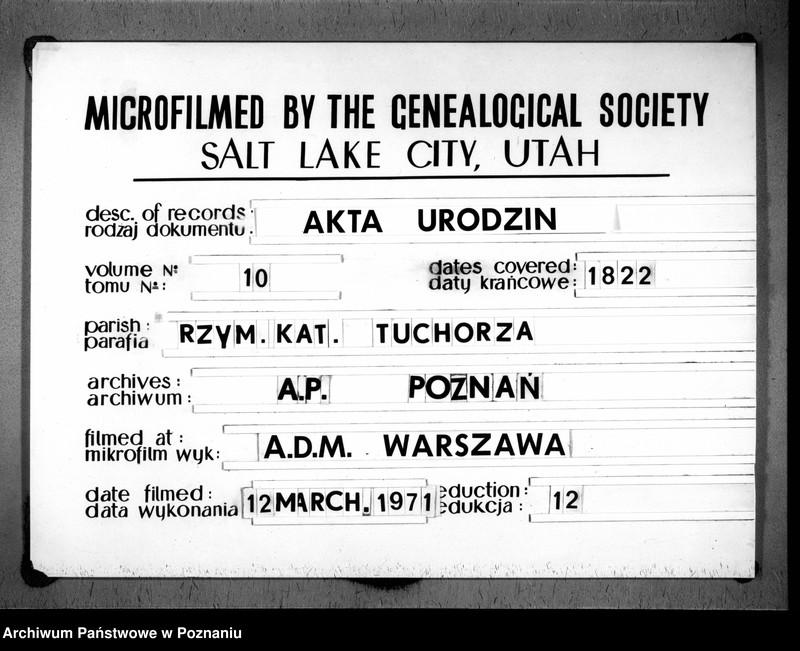 MICROFILMED BY THE GENEALOGICAL SOCIETY
SALT LAKE CITY, UTAH
desc. of records: AKTA URODZIN
rodzaj dokumentu.:
volume Nº 10 dates covered: 1822
tomu Nº: daty krańcowe:
parish: RZYM. KAT. TUCHORZA
parafia
archives: A.P. POZNAŃ
archiwum:
filmed at: A.D.M. WARSZAWA
mikrofilm wyk:
date filmed: 12 MARCH. 1971 eduction: 12
data wykonania edukcja:
Archiwum Państwowe w Poznaniu